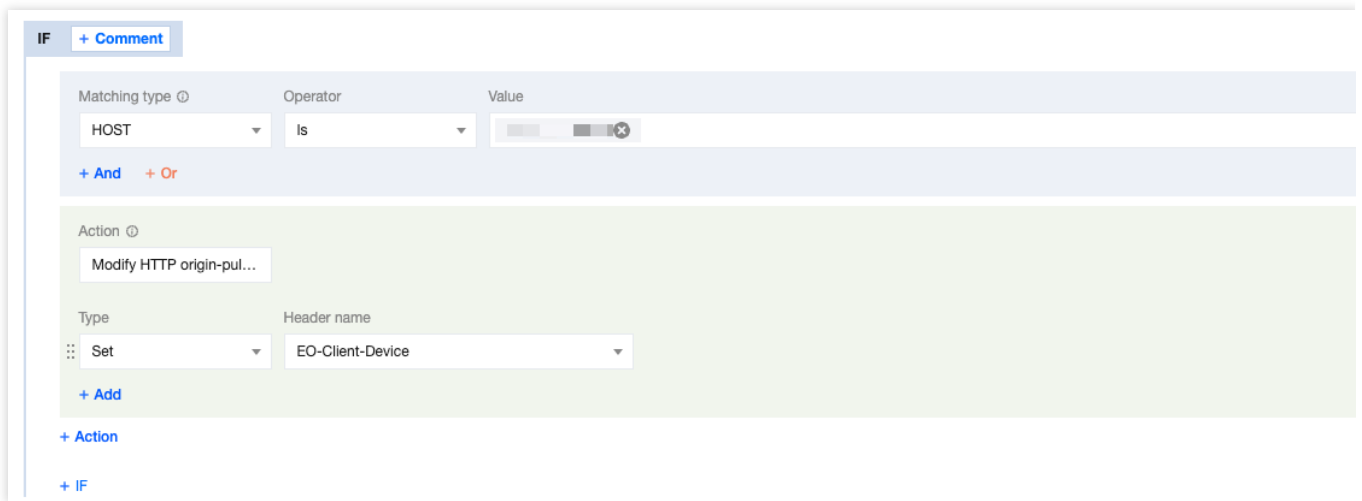 IF + Comment
Matching type Operator Value
HOST Is
+ And + Or
Action
Modify HTTP origin-pul...
Type Header name
Set EO-Client-Device
+ Add
+ Action
+ IF